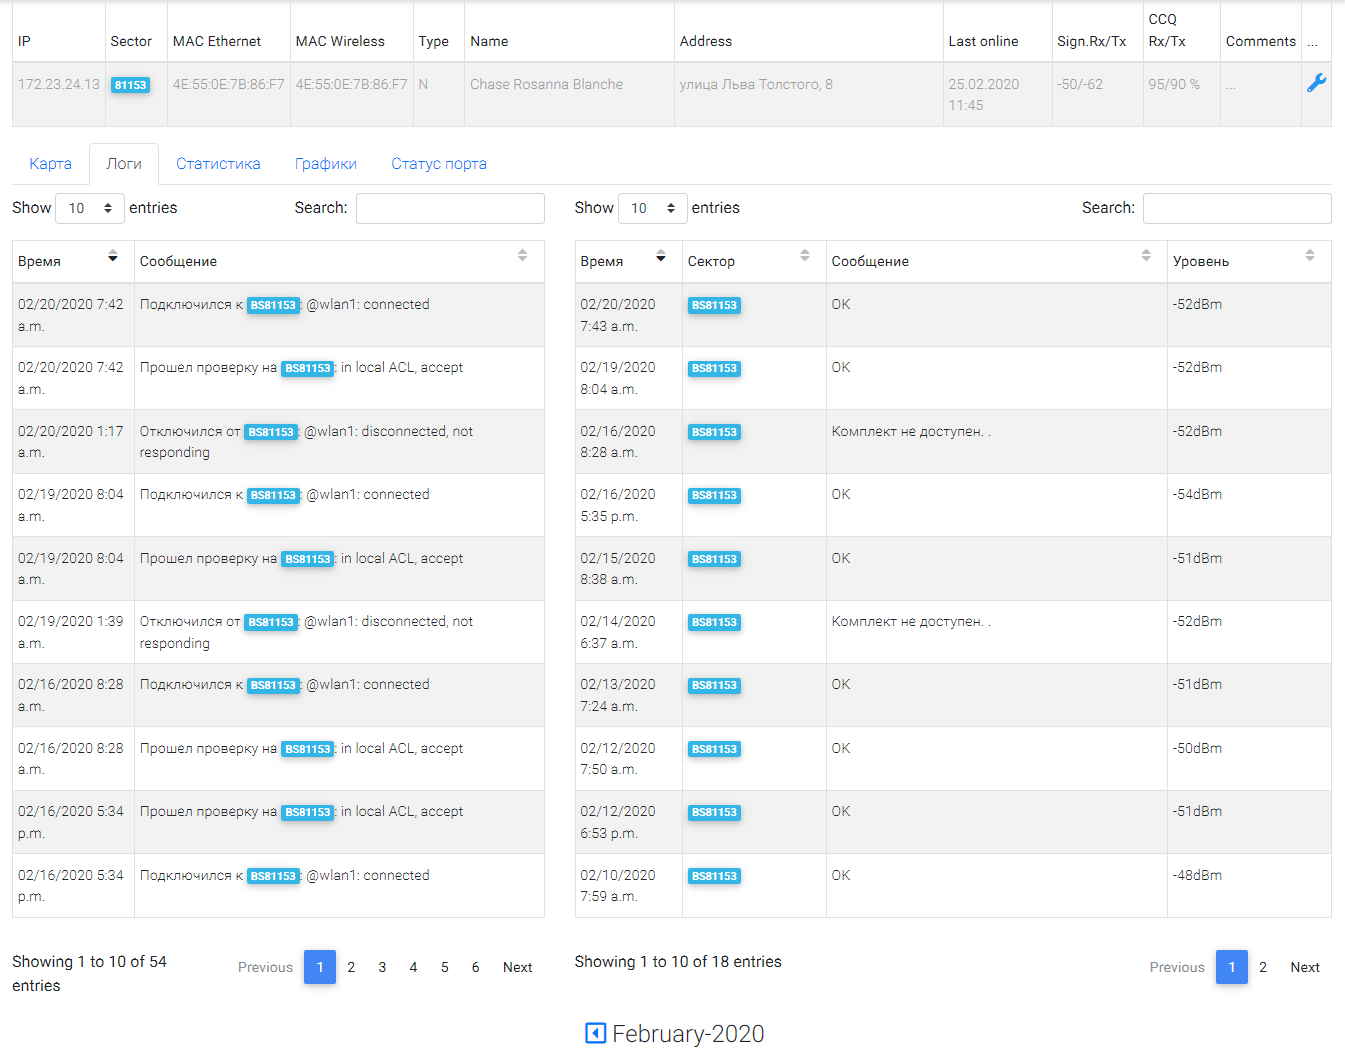 IP Sector MAC Ethernet MAC Wireless Type Name Address Last online Sign.Rx/Tx CCQ Rx/Tx Comments ...
172.23.24.13 81153 4E:55:0E:7B:86:F7 4E:55:0E:7B:86:F7 N Chase Rosanna Blanche улица Льва Толстого, 8 25.02.2020 11:45 -50/-62 95/90 % ...
Карта Логи Статистика Графики Статус порта
Show 10 entries Search:
Время Сообщение
02/20/2020 7:42 a.m. Подключился к BS81153: @wlan1: connected
02/20/2020 7:42 a.m. Прошел проверку на BS81153: in local ACL, accept
02/20/2020 1:17 a.m. Отключился от BS81153: @wlan1: disconnected, not responding
02/19/2020 8:04 a.m. Подключился к BS81153: @wlan1: connected
02/19/2020 8:04 a.m. Прошел проверку на BS81153: in local ACL, accept
02/19/2020 1:39 a.m. Отключился от BS81153: @wlan1: disconnected, not responding
02/16/2020 8:28 a.m. Подключился к BS81153: @wlan1: connected
02/16/2020 8:28 a.m. Прошел проверку на BS81153: in local ACL, accept
02/16/2020 5:34 p.m. Прошел проверку на BS81153: in local ACL, accept
02/16/2020 5:34 p.m. Подключился к BS81153: @wlan1: connected
Showing 1 to 10 of 54 entries
Previous 1 2 3 4 5 6 Next
Show 10 entries Search:
Время Сектор Сообщение Уровень
02/20/2020 7:43 a.m. BS81153 OK -52dBm
02/19/2020 8:04 a.m. BS81153 OK -52dBm
02/16/2020 8:28 a.m. BS81153 Комплект не доступен. . -52dBm
02/16/2020 5:35 p.m. BS81153 OK -54dBm
02/15/2020 8:38 a.m. BS81153 OK -51dBm
02/14/2020 6:37 a.m. BS81153 Комплект не доступен. . -52dBm
02/13/2020 7:24 a.m. BS81153 OK -51dBm
02/12/2020 7:50 a.m. BS81153 OK -50dBm
02/12/2020 6:53 p.m. BS81153 OK -51dBm
02/10/2020 7:59 a.m. BS81153 OK -48dBm
Showing 1 to 10 of 18 entries
Previous 1 2 Next
February-2020